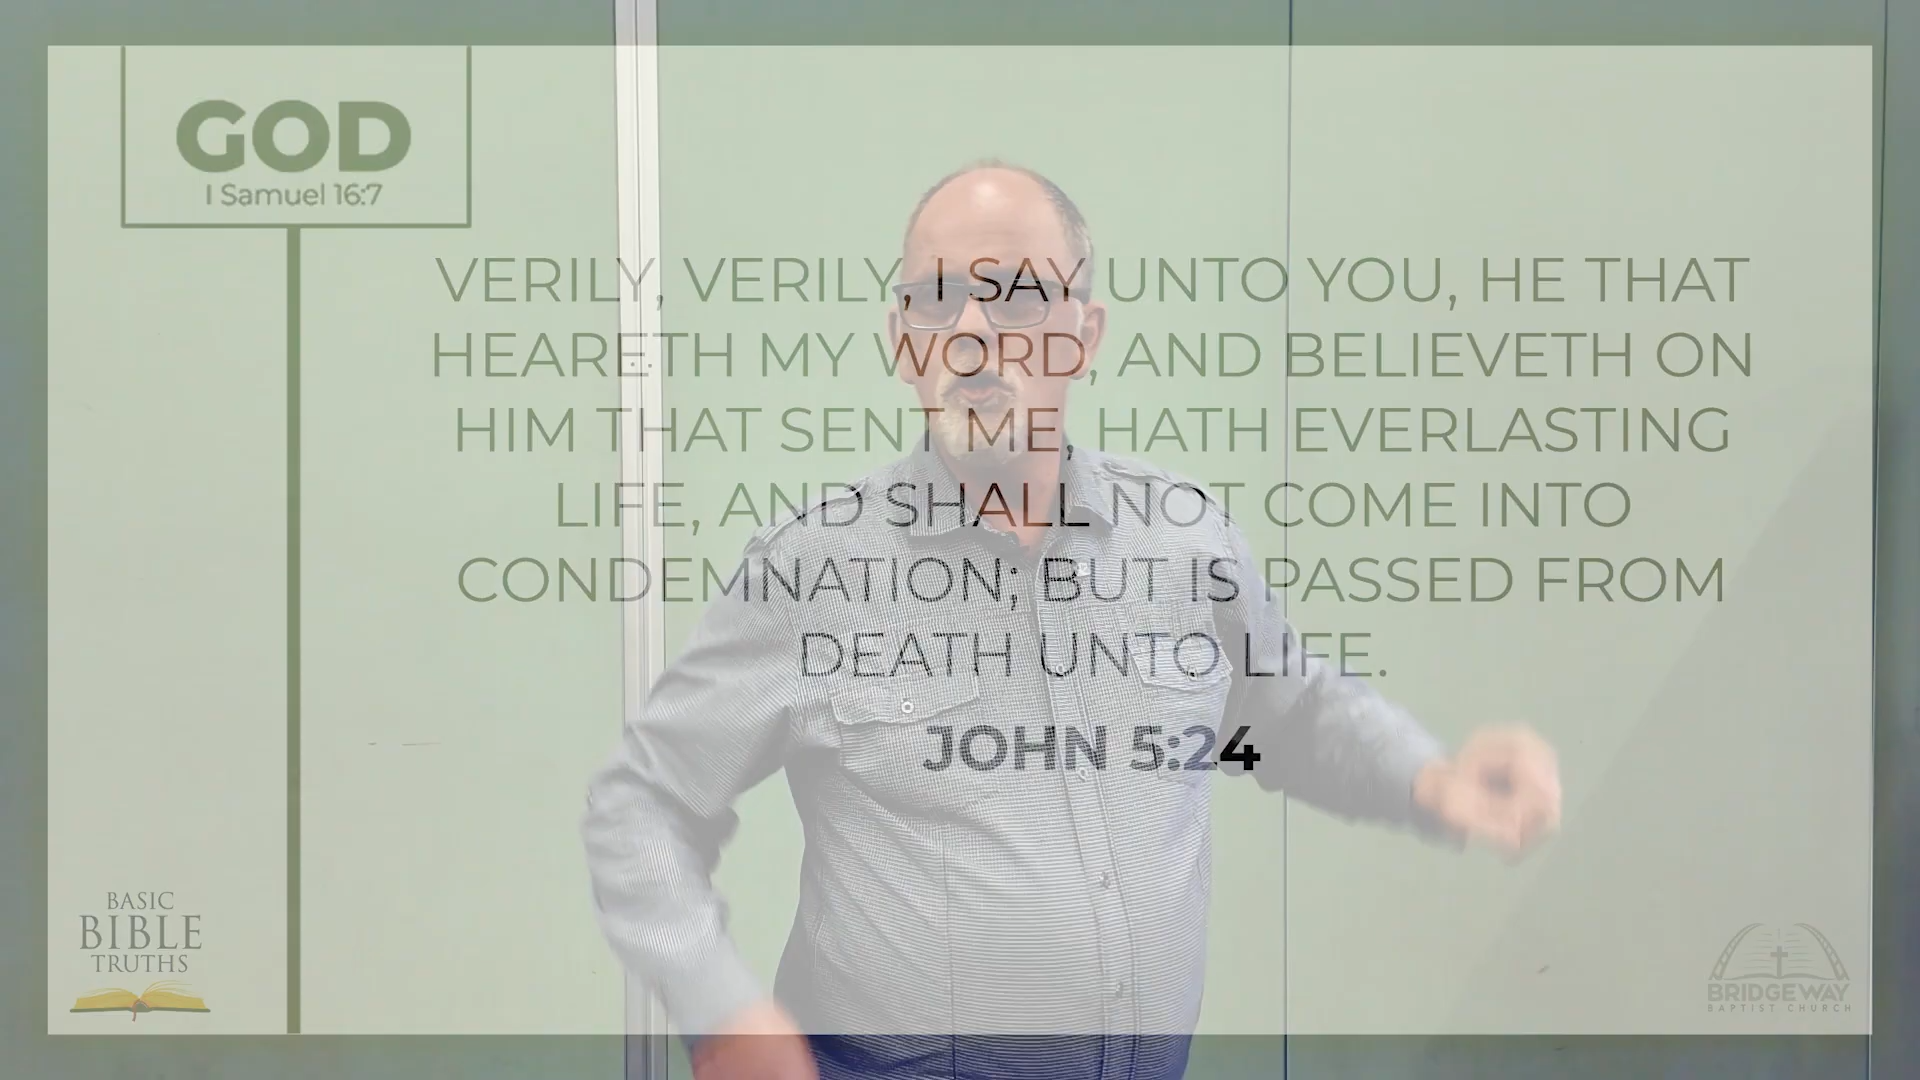 GOD
I Samuel 16:7
VERILY, VERILY, I SAY UNTO YOU, HE THAT
HEARETH MY WORD, AND BELIEVETH ON
HIM THAT SENT ME, HATH EVERLASTING
LIFE, AND SHALL NOT COME INTO
CONDEMNATION; BUT IS PASSED FROM
DEATH UNTO LIFE.
JOHN 5:24
BASIC
BIBLE
TRUTHS
BRIDGEWAY
BAPTIST CHURCH